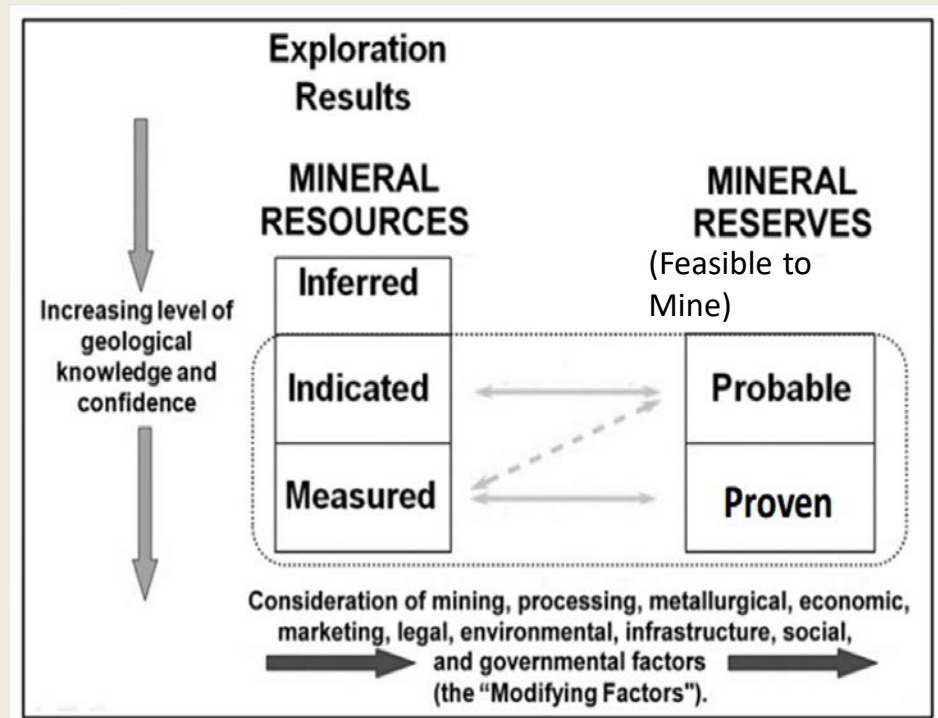 Exploration
Results
MINERAL
RESOURCES
MINERAL
RESERVES
(Feasible to
Mine)
Inferred
Increasing level of
geological
knowledge and
confidence
Indicated
Probable
Measured
Proven
Consideration of mining, processing, metallurgical, economic,
marketing, legal, environmental, infrastructure, social,
and governmental factors
(the “Modifying Factors").